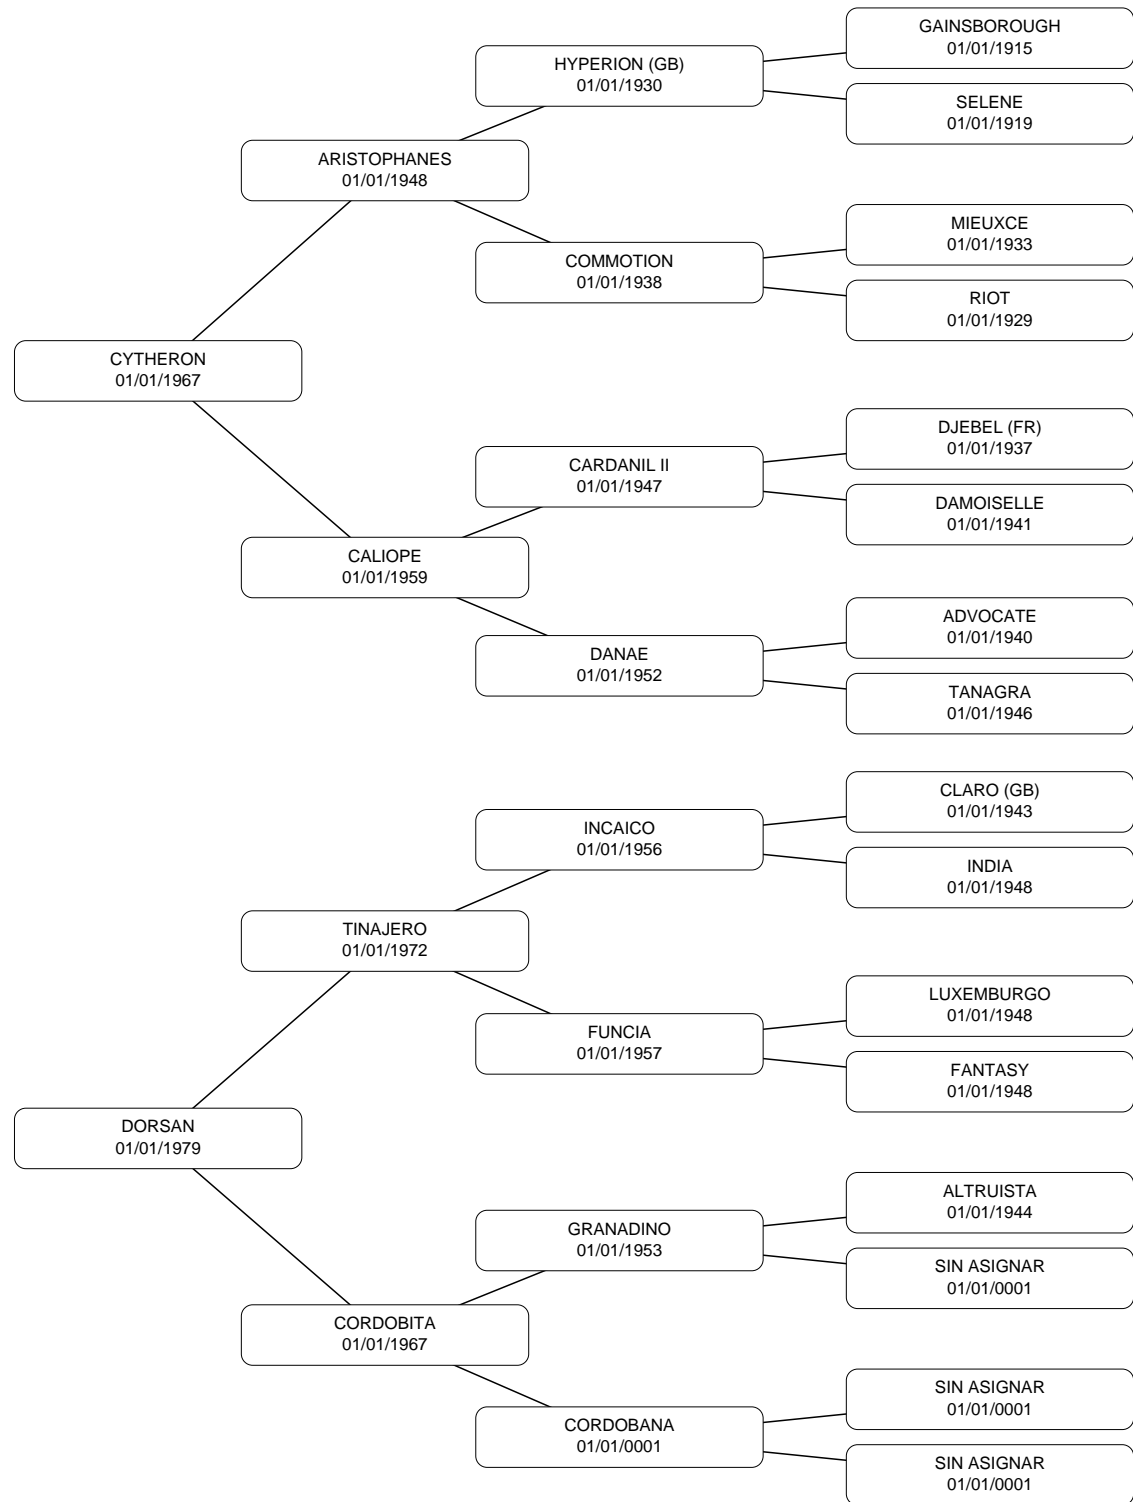 GAINSBOROUGH
01/01/1915
HYPERION (GB)
01/01/1930
SELENE
01/01/1919
ARISTOPHANES
01/01/1948
MIEUXCE
01/01/1933
COMMOTION
01/01/1938
RIOT
01/01/1929
CYTHERON
01/01/1967
DJEBEL (FR)
01/01/1937
CARDANIL II
01/01/1947
DAMOISELLE
01/01/1941
CALIOPE
01/01/1959
ADVOCATE
01/01/1940
DANAE
01/01/1952
TANAGRA
01/01/1946
CLARO (GB)
01/01/1943
INCAICO
01/01/1956
INDIA
01/01/1948
TINAJERO
01/01/1972
LUXEMBURGO
01/01/1948
FUNCIA
01/01/1957
FANTASY
01/01/1948
DORSAN
01/01/1979
ALTRUISTA
01/01/1944
GRANADINO
01/01/1953
SIN ASIGNAR
01/01/0001
CORDOBITA
01/01/1967
SIN ASIGNAR
01/01/0001
CORDOBANA
01/01/0001
SIN ASIGNAR
01/01/0001